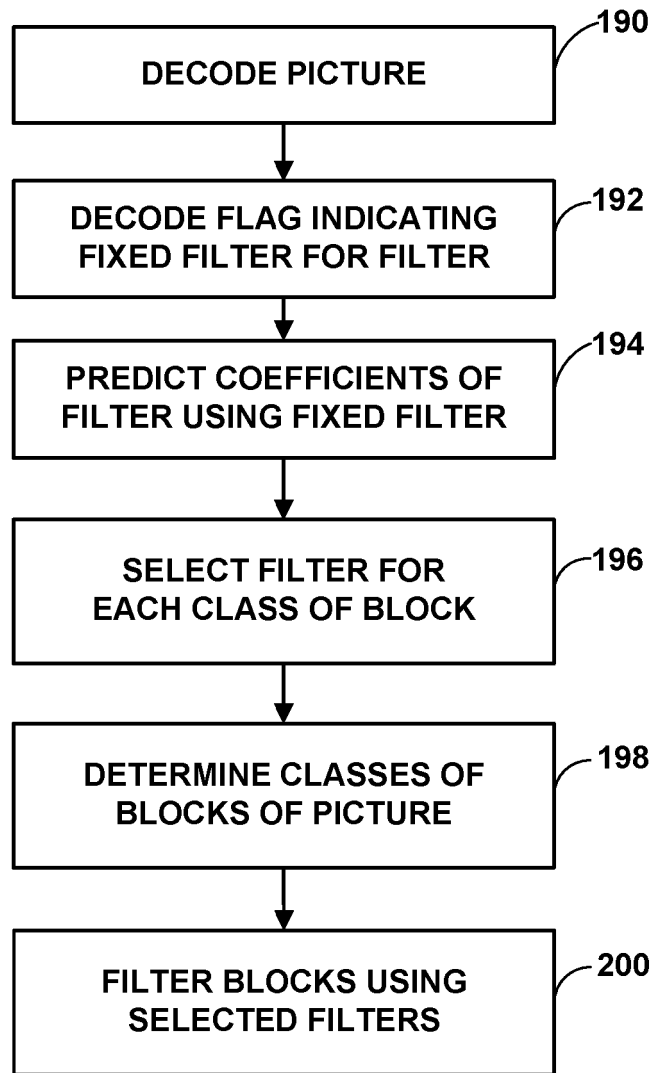 190
DECODE PICTURE
192
DECODE FLAG INDICATING
FIXED FILTER FOR FILTER
194
PREDICT COEFFICIENTS OF
FILTER USING FIXED FILTER
196
SELECT FILTER FOR
EACH CLASS OF BLOCK
198
DETERMINE CLASSES OF
BLOCKS OF PICTURE
200
FILTER BLOCKS USING
SELECTED FILTERS